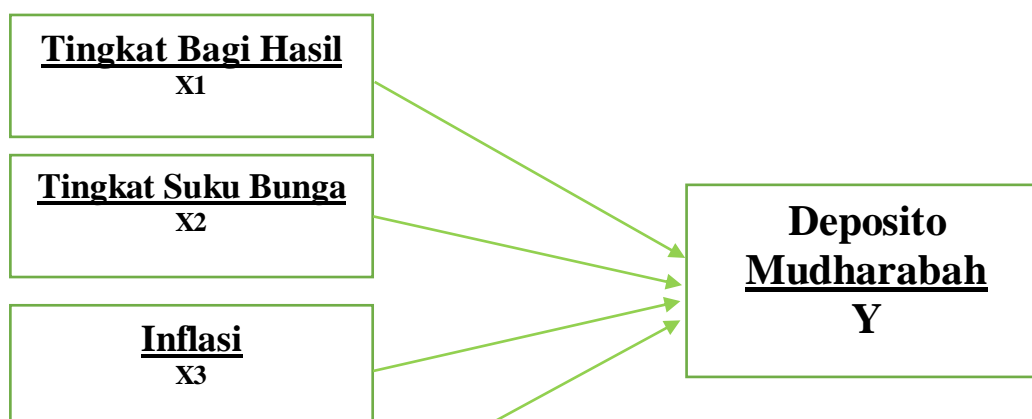 Tingkat Bagi Hasil
X1
Tingkat Suku Bunga
X2
Inflasi
X3
Deposito
Mudharabah
Y